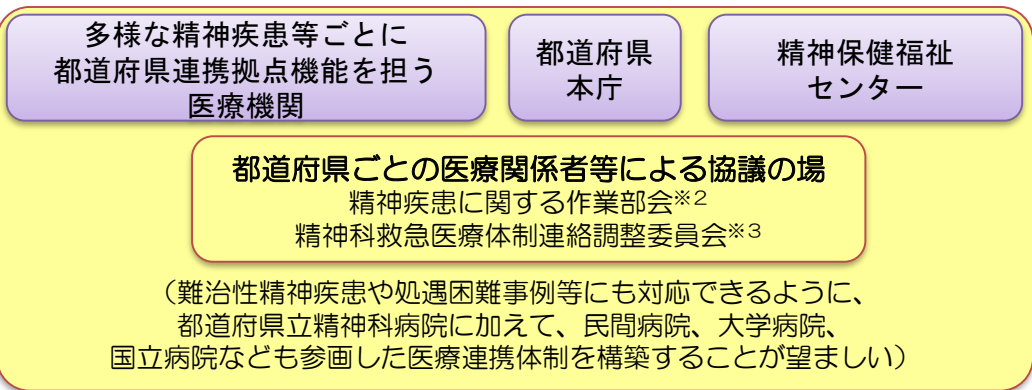 多様な精神疾患等ごとに
都道府県連携拠点機能を担う
医療機関
都道府県
本庁
精神保健福祉
センター
都道府県ごとの医療関係者等による協議の場
精神疾患に関する作業部会※2
精神科救急医療体制連絡調整委員会※3
（難治性精神疾患や処遇困難事例等にも対応できるように、
都道府県立精神科病院に加えて、民間病院、大学病院、
国立病院なども参画した医療連携体制を構築することが望ましい）